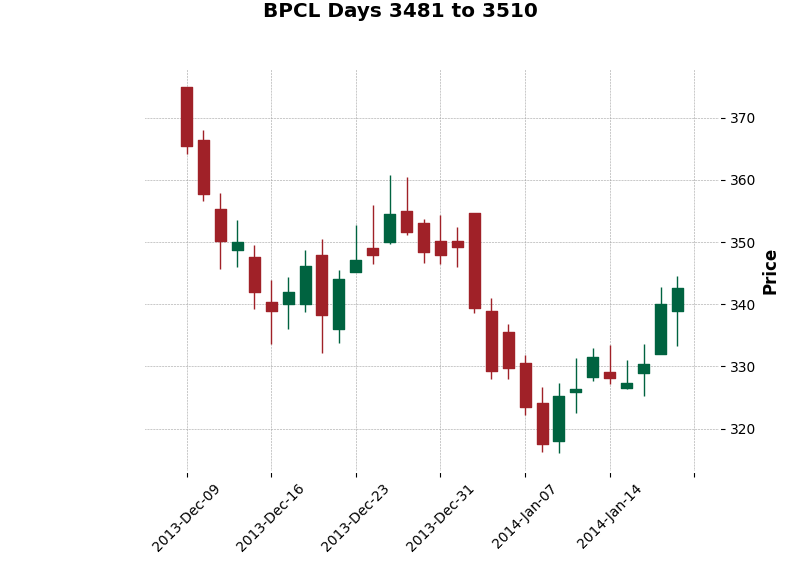 BPCL Days 3481 to 3510
370
360
350
340
330
320
Price
2013-Dec-09
2013-Dec-16
2013-Dec-23
2013-Dec-31
2014-Jan-07
2014-Jan-14